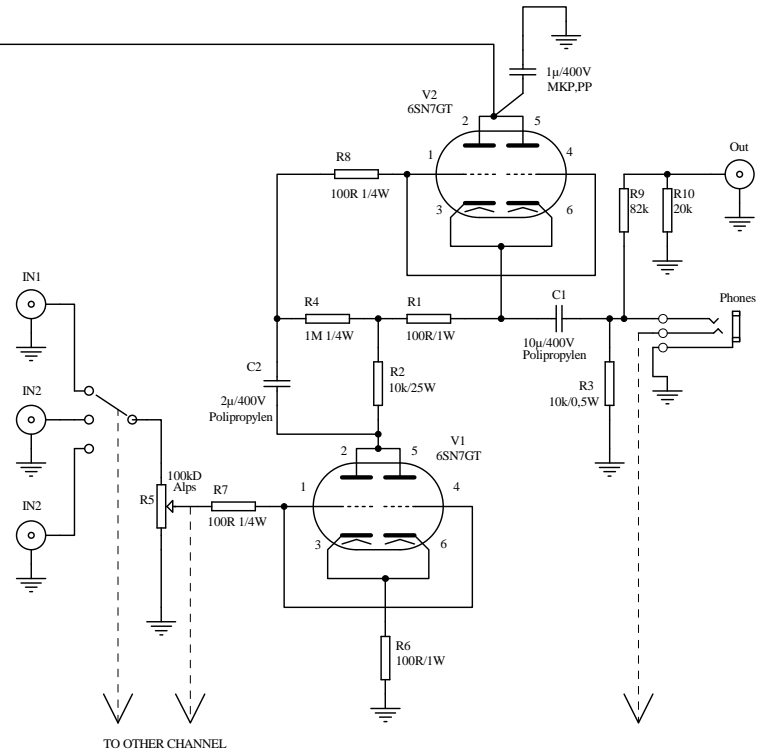 1µ/400V
MKP,PP
V2
6SN7GT
2
5
1
4
3
6
R8
100R 1/4W
Out
R9
82k
R10
20k
IN1
R4
1M 1/4W
R1
100R/1W
C1
10µ/400V
Polipropylen
Phones
C2
2µ/400V
Polipropylen
R2
10k/25W
R3
10k/0,5W
IN2
V1
6SN7GT
2
5
1
4
3
6
100kD
Alps
R5
R7
100R 1/4W
IN2
R6
100R/1W
TO OTHER CHANNEL